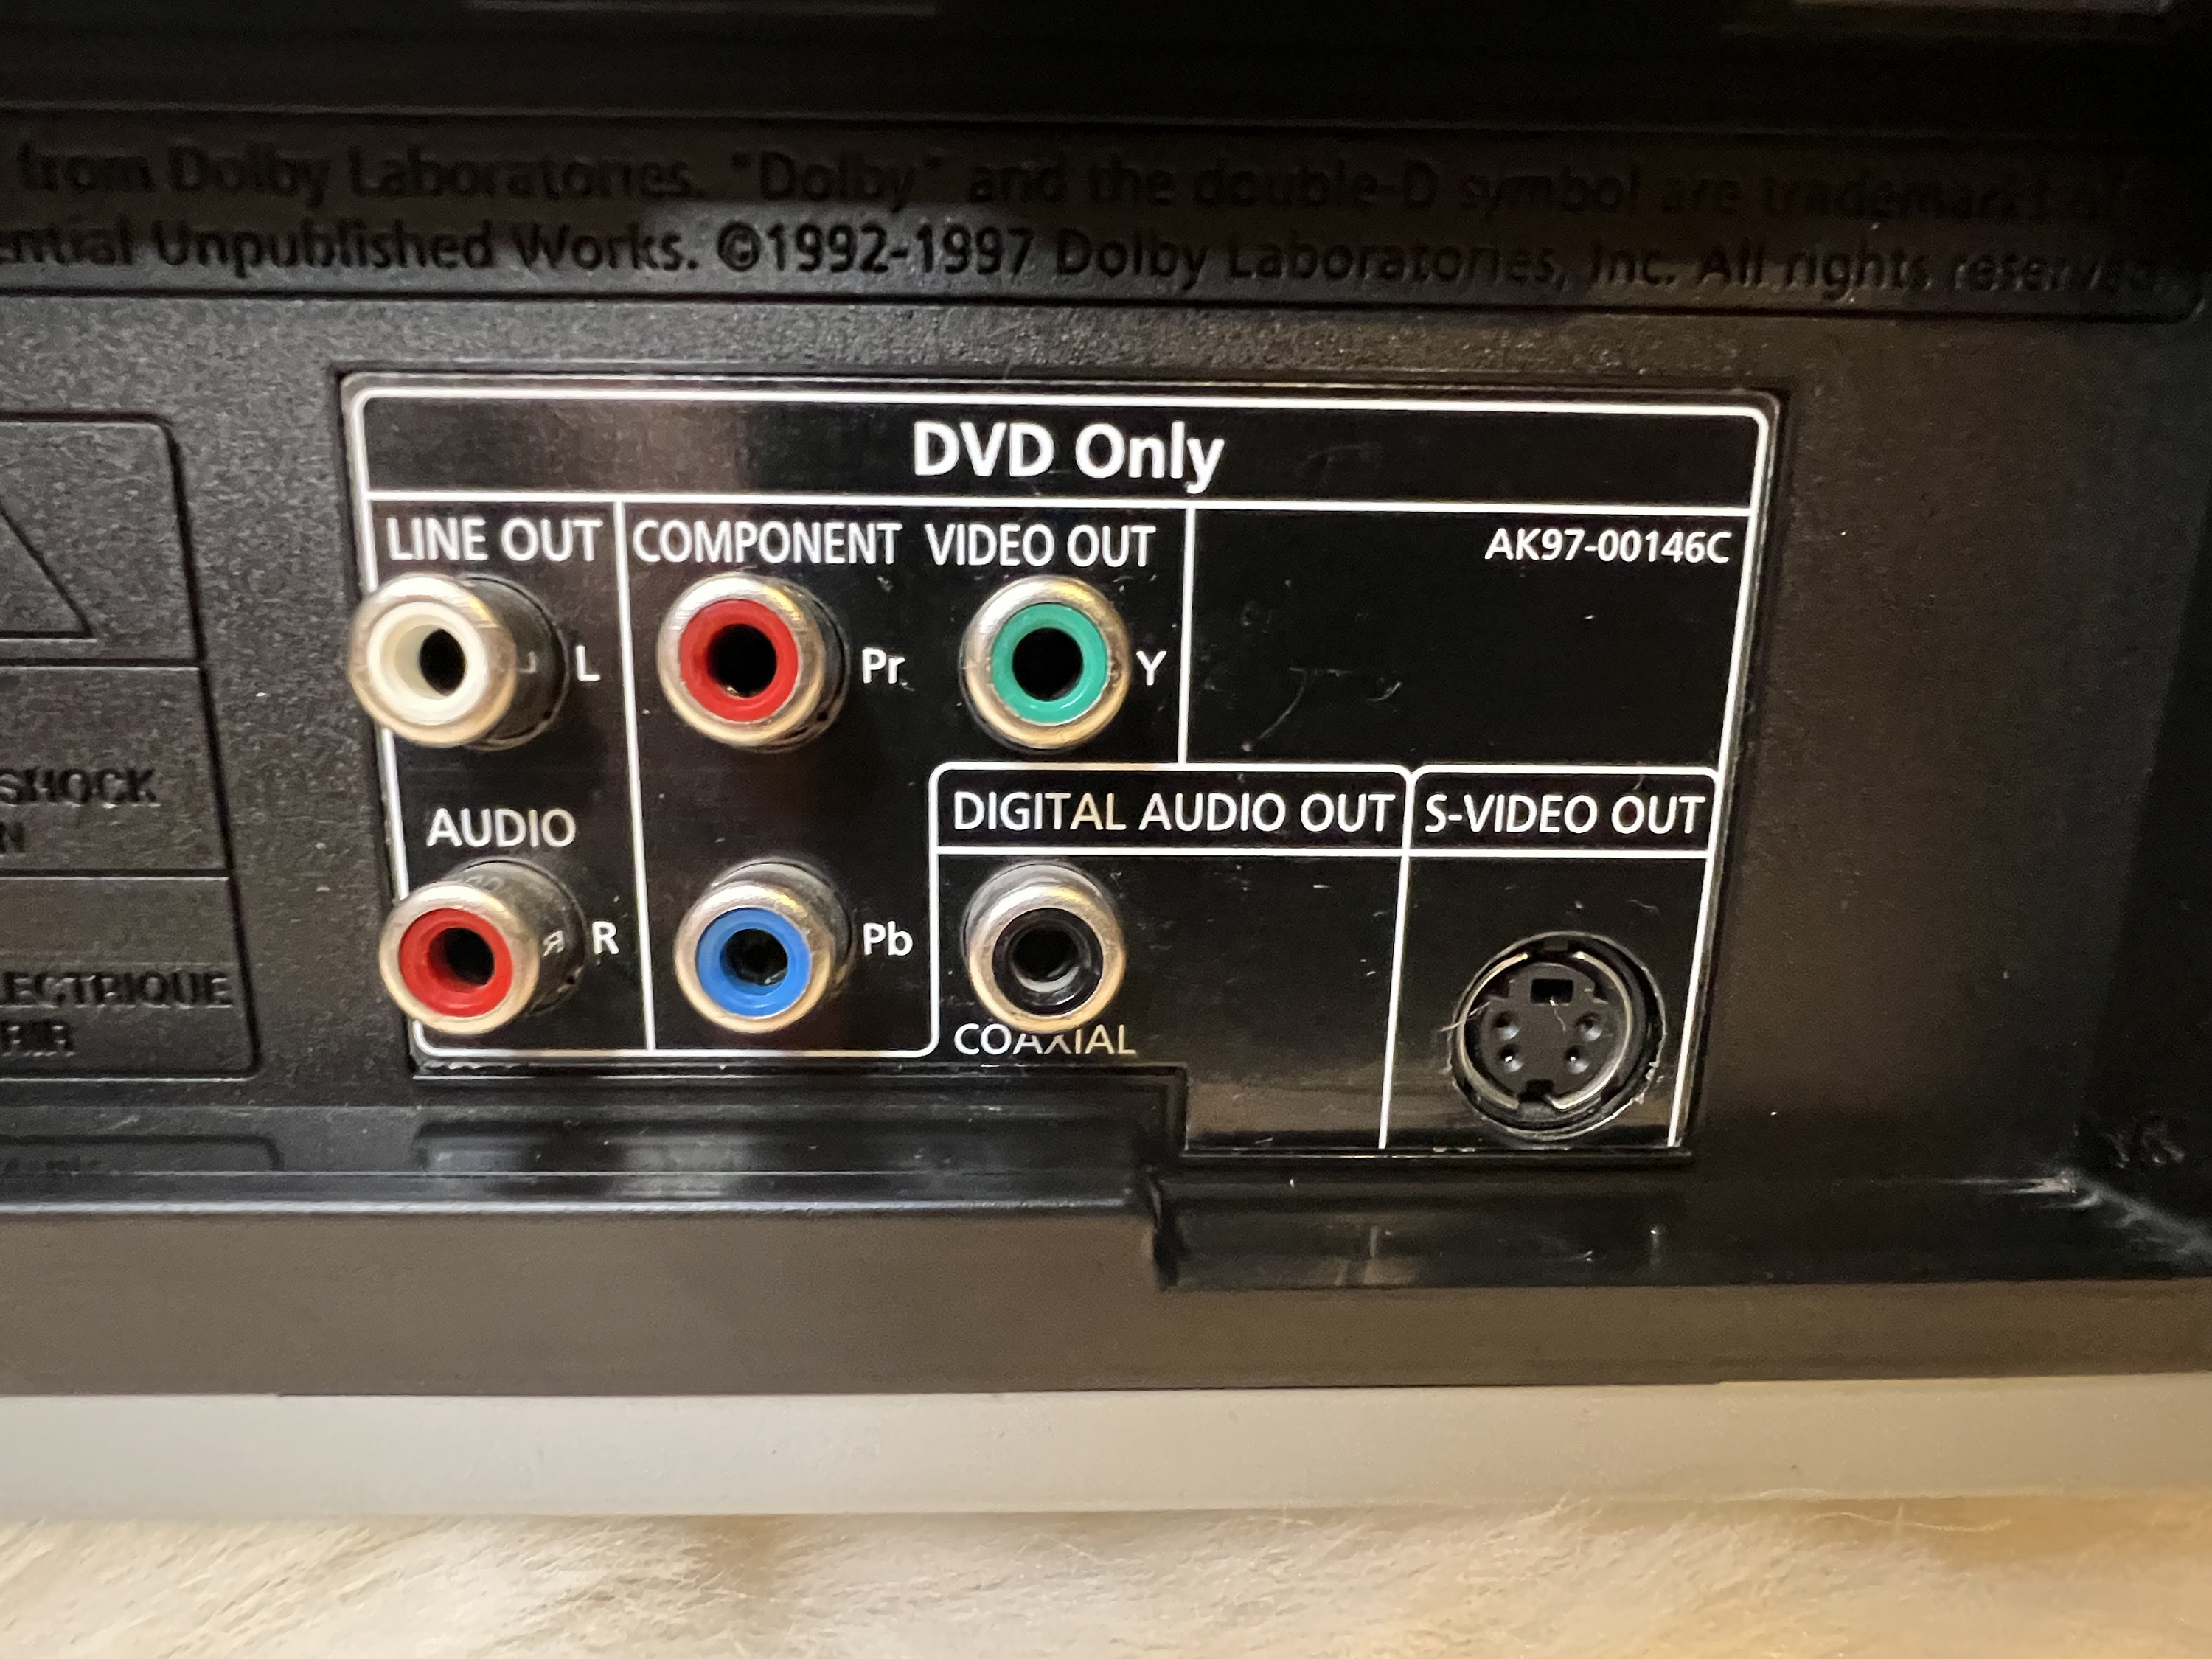 from Dolby Laboratories. "Dolby" and the double-D symbol are trademarks of
Unpublished Works. ©1992-1997 Dolby Laboratories, Inc. All rights reserved.
DVD Only
LINE OUT
COMPONENT VIDEO OUT
AK97-00146C
L
Pr
Y
AUDIO
DIGITAL AUDIO OUT
S-VIDEO OUT
R
Pb
COAXIAL
SHOCK